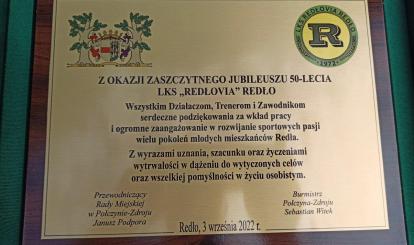 LKS REDŁOVIA REDŁO
R
1972
Z OKAZJI ZASZCZYTNEGO JUBILEUSZU 50-LECIA
LKS „REDŁOVIA" REDŁO
Wszystkim Działaczom, Trenerom i Zawodnikom
serdeczne podziękowania za wkład pracy
i ogromne zaangażowanie w rozwijanie sportowych pasji
wielu pokoleń młodych mieszkańców Redła.
Z wyrazami uznania, szacunku oraz życzeniami
wytrwałości w dążeniu do wytyczonych celów
oraz wszelkiej pomyślności w życiu osobistym.
Przewodniczący
Rady Miejskiej
w Połczynie-Zdroju
Janusz Podpora
Burmistrz
Połczyna-Zdroju
Sebastian Witek
Redło, 3 września 2022 r.